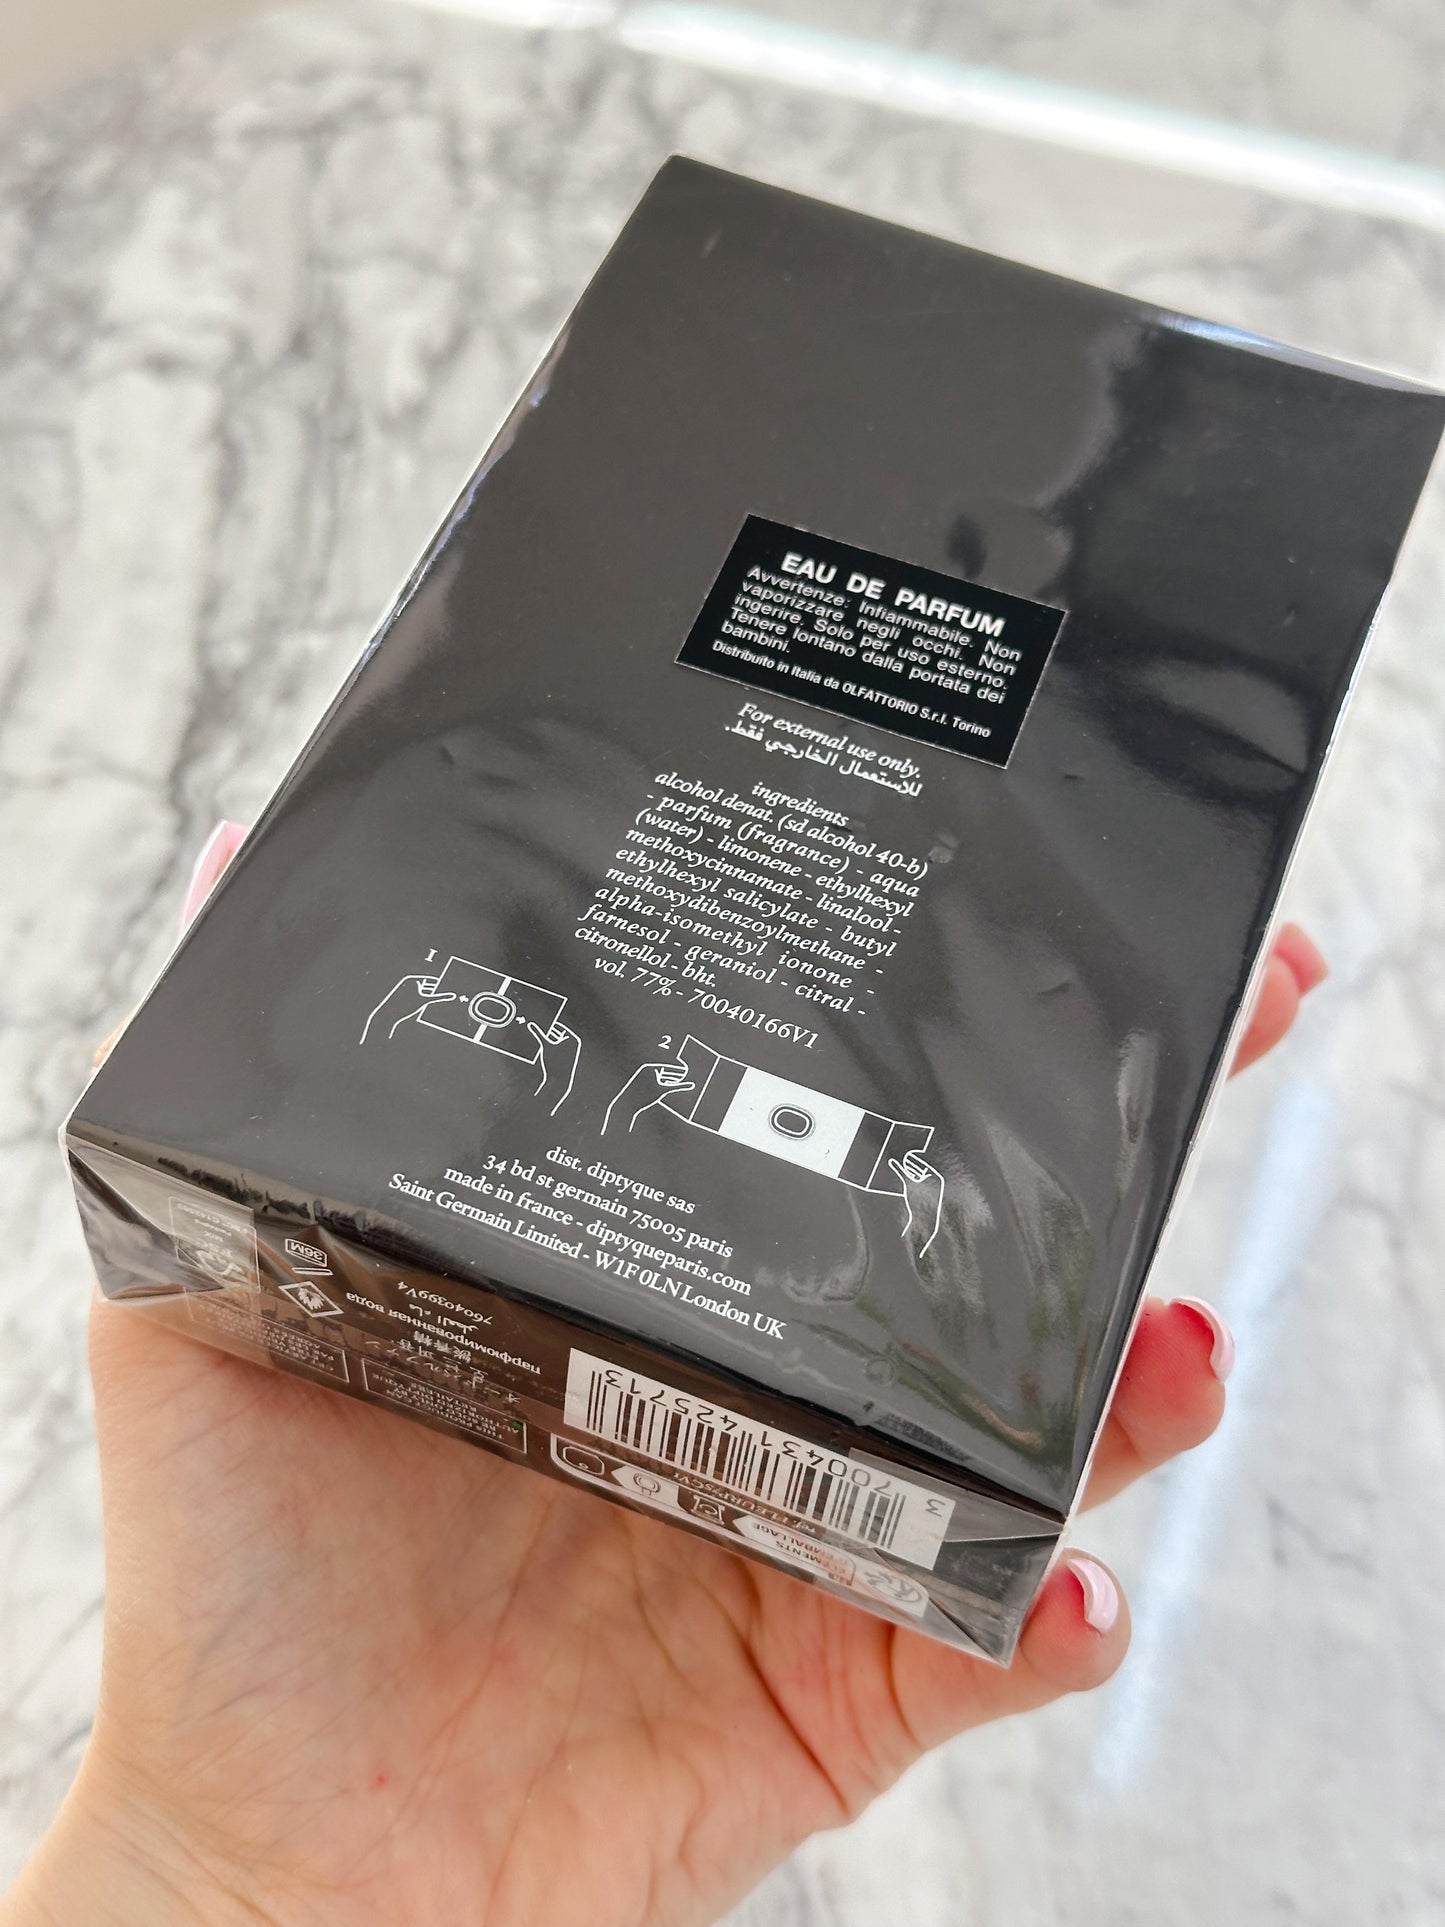 EAU DE PARFUM
Avvertenze: Infiammabile. Non
vaporizzare negli occhi. Non
ingerire. Solo per uso esterno.
Tenere lontano dalla portata dei
bambini.
Distribuito in Italia da OLFATTORIO S.r.l. Torino
For external use only.
للاستعمال الخارجي فقط.
ingredients
alcohol denat. (sd alcohol 40-b)
- parfum (fragrance) - aqua
(water) - limonene - ethylhexyl
methoxycinnamate - linalool -
ethylhexyl salicylate - butyl
methoxydibenzoylmethane -
alpha-isomethyl ionone -
farnesol - geraniol - citral -
citronellol - bht.
vol. 77% - 70040166V1
1
2
dist. diptyque sas
34 bd st germain 75005 paris
made in france - diptyqueparis.com
Saint Germain Limited - W1F 0LN London UK
36M
76040399V4
ماء العطر
парфюмированная вода
3 700431 425713